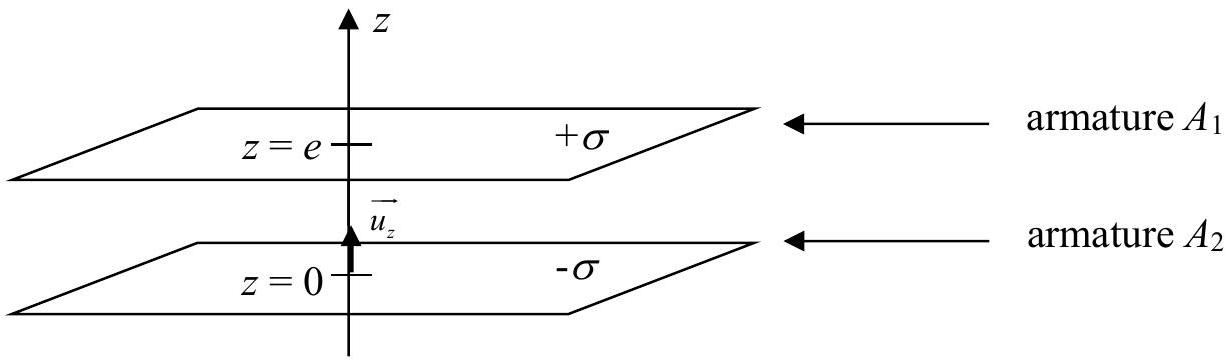 z
armature A₁
z = e
+σ
u_z
armature A₂
z = 0
-σ